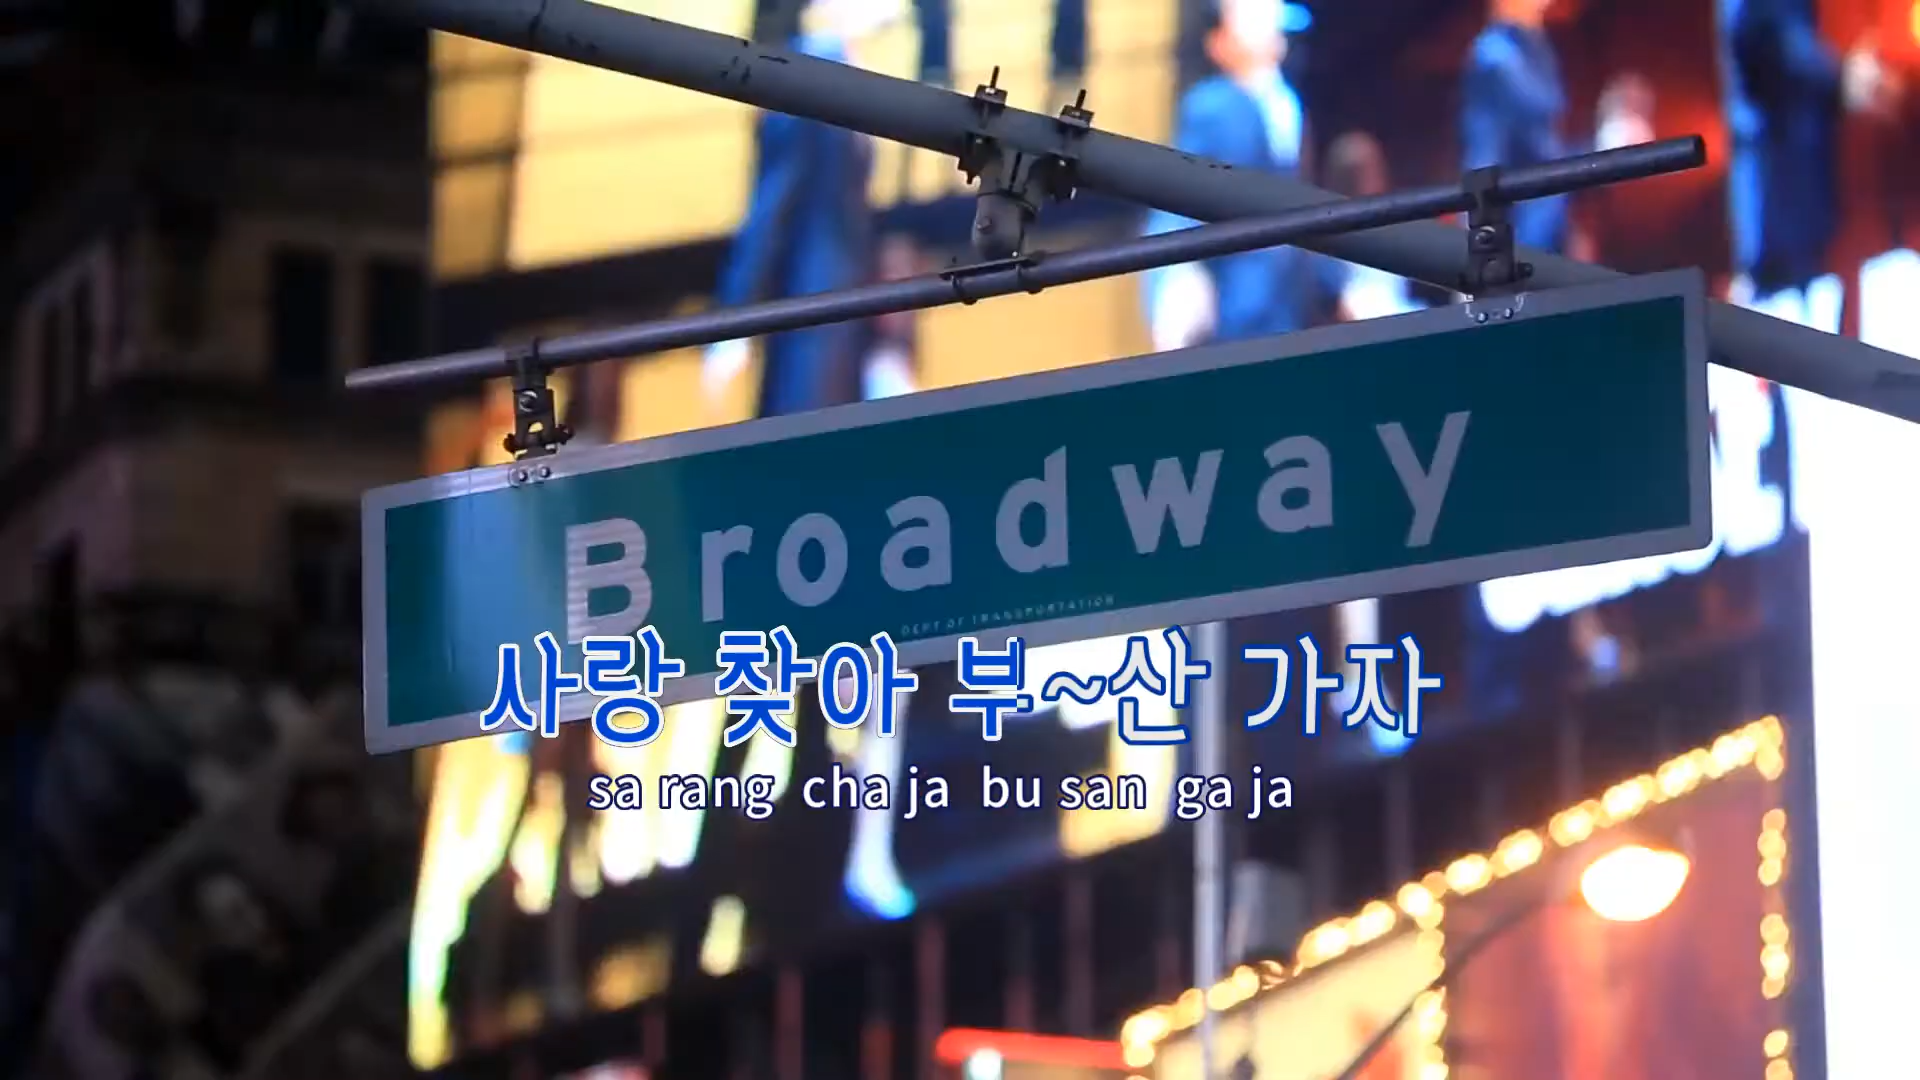 Broadway
DEPT OF TRANSPORTATION
사랑 찾아 부~산 가자
sa rang cha ja bu san ga ja